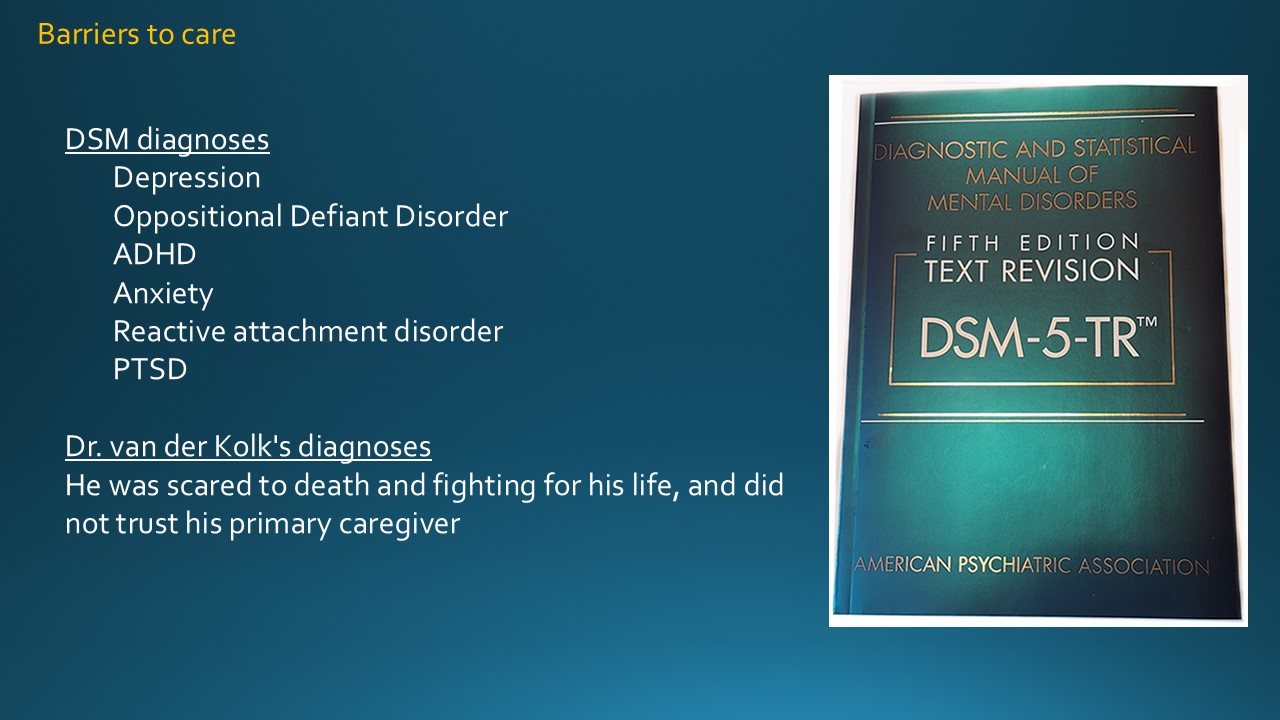 Barriers to care
DSM diagnoses
Depression
Oppositional Defiant Disorder
ADHD
Anxiety
Reactive attachment disorder
PTSD
Dr. van der Kolk's diagnoses
He was scared to death and fighting for his life, and did
not trust his primary caregiver
DIAGNOSTIC AND STATISTICAL
MANUAL OF
MENTAL DISORDERS
FIFTH EDITION
TEXT REVISION
DSM-5-TR™
AMERICAN PSYCHIATRIC ASSOCIATION